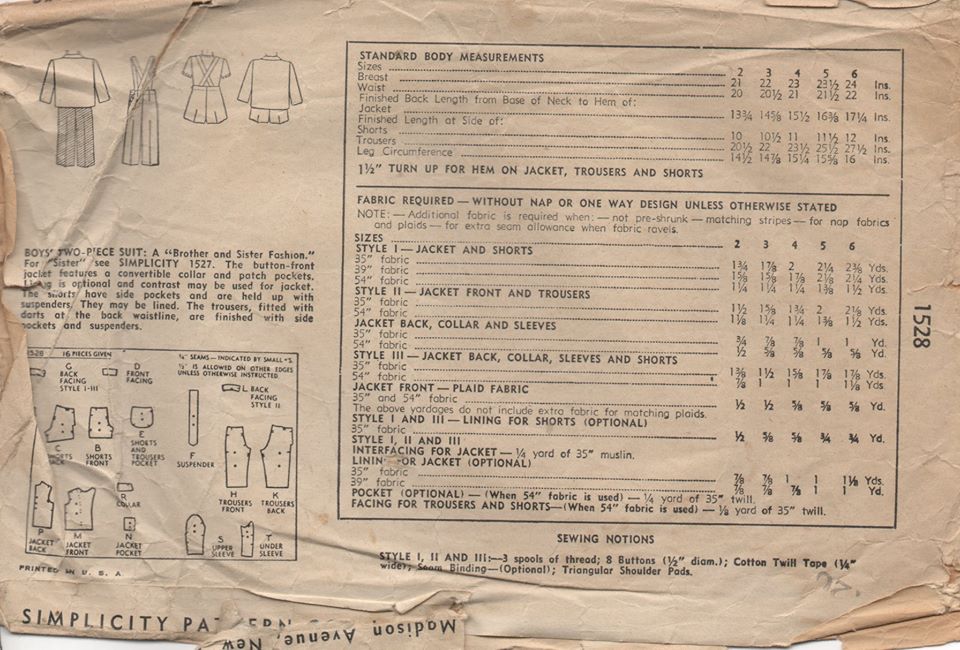 BOYS' TWO-PIECE SUIT: A "Brother and Sister Fashion."
For "Sister" see SIMPLICITY 1527. The button-front
jacket features a convertible collar and patch pockets.
is optional and contrast may be used for jacket.
The shorts have side pockets and are held up with
suspenders. They may be lined. The trousers, fitted with
darts at the back waistline, are finished with side
pockets and suspenders.
1528 16 PIECES GIVEN
¼" SEAMS—INDICATED BY SMALL "S.
½" IS ALLOWED ON OTHER EDGES
UNLESS OTHERWISE INSTRUCTED
G
BACK
FACING
STYLE I-III
D
FRONT
FACING
L BACK
FACING
STYLE II
C
SHORTS
BACK
B
SHORTS
FRONT
E
SHORTS
AND
TROUSERS
POCKET
F
SUSPENDER
H
TROUSERS
FRONT
K
TROUSERS
BACK
R
COLLAR
P
JACKET
BACK
M
JACKET
FRONT
N
JACKET
POCKET
S
UPPER
SLEEVE
T
UNDER
SLEEVE
PRINTED IN U. S. A.
SIMPLICITY PATTERN
Madison
Avenue, New
STANDARD BODY MEASUREMENTS
Sizes 2 3 4 5 6
Breast 21 22 23 23½ 24 Ins.
Waist 20 20½ 21 21½ 22 Ins.
Finished Back Length from Base of Neck to Hem of:
Jacket 13¾ 14⅝ 15½ 16⅜ 17¼ Ins.
Finished Length at Side of:
Shorts 10 10½ 11 11½ 12 Ins.
Trousers 20½ 22 23½ 25½ 27½ Ins.
Leg Circumference 14½ 14⅞ 15¼ 15⅝ 16 Ins.
1½" TURN UP FOR HEM ON JACKET, TROUSERS AND SHORTS
FABRIC REQUIRED — WITHOUT NAP OR ONE WAY DESIGN UNLESS OTHERWISE STATED
NOTE: — Additional fabric is required when: — not pre-shrunk — matching stripes — for nap fabrics
and plaids — for extra seam allowance when fabric ravels.
SIZES 2 3 4 5 6
STYLE I — JACKET AND SHORTS
35" fabric 1¾ 1⅞ 2 2¼ 2⅜ Yds.
39" fabric 1⅝ 1⅝ 1⅞ 2⅛ 2¼ Yds.
54" fabric 1¼ 1¼ 1¼ 1⅜ 1½ Yds.
STYLE II — JACKET FRONT AND TROUSERS
35" fabric 1½ 1⅝ 1¾ 2 2⅛ Yds.
54" fabric 1⅛ 1¼ 1¼ 1⅜ 1½ Yds.
JACKET BACK, COLLAR AND SLEEVES
35" fabric ¾ ⅞ ⅞ 1 1 Yd.
54" fabric ½ ⅝ ⅝ ⅝ ⅝ Yd.
STYLE III — JACKET BACK, COLLAR, SLEEVES AND SHORTS
35" fabric 1⅜ 1½ 1⅝ 1⅞ 1⅞ Yds.
54" fabric ⅞ 1 1 1 1⅛ Yds.
JACKET FRONT — PLAID FABRIC
35" and 54" fabric ½ ½ ⅝ ⅝ ⅝ Yd.
The above yardages do not include extra fabric for matching plaids.
STYLE I AND III — LINING FOR SHORTS (OPTIONAL)
35" fabric ½ ⅝ ⅝ ¾ ¾ Yd.
STYLE I, II AND III
INTERFACING FOR JACKET — ¼ yard of 35" muslin.
LINING FOR JACKET (OPTIONAL)
35" fabric ⅞ ⅞ 1 1 1⅛ Yds.
39" fabric ⅞ ⅞ ⅞ 1 1 Yd.
POCKET (OPTIONAL) — (When 54" fabric is used) — ¼ yard of 35" twill.
FACING FOR TROUSERS AND SHORTS—(When 54" fabric is used) — ⅛ yard of 35" twill.
SEWING NOTIONS
STYLE I, II AND III:—3 spools of thread; 8 Buttons (½" diam.); Cotton Twill Tape (¼"
wide); Seam Binding—(Optional); Triangular Shoulder Pads.
1528